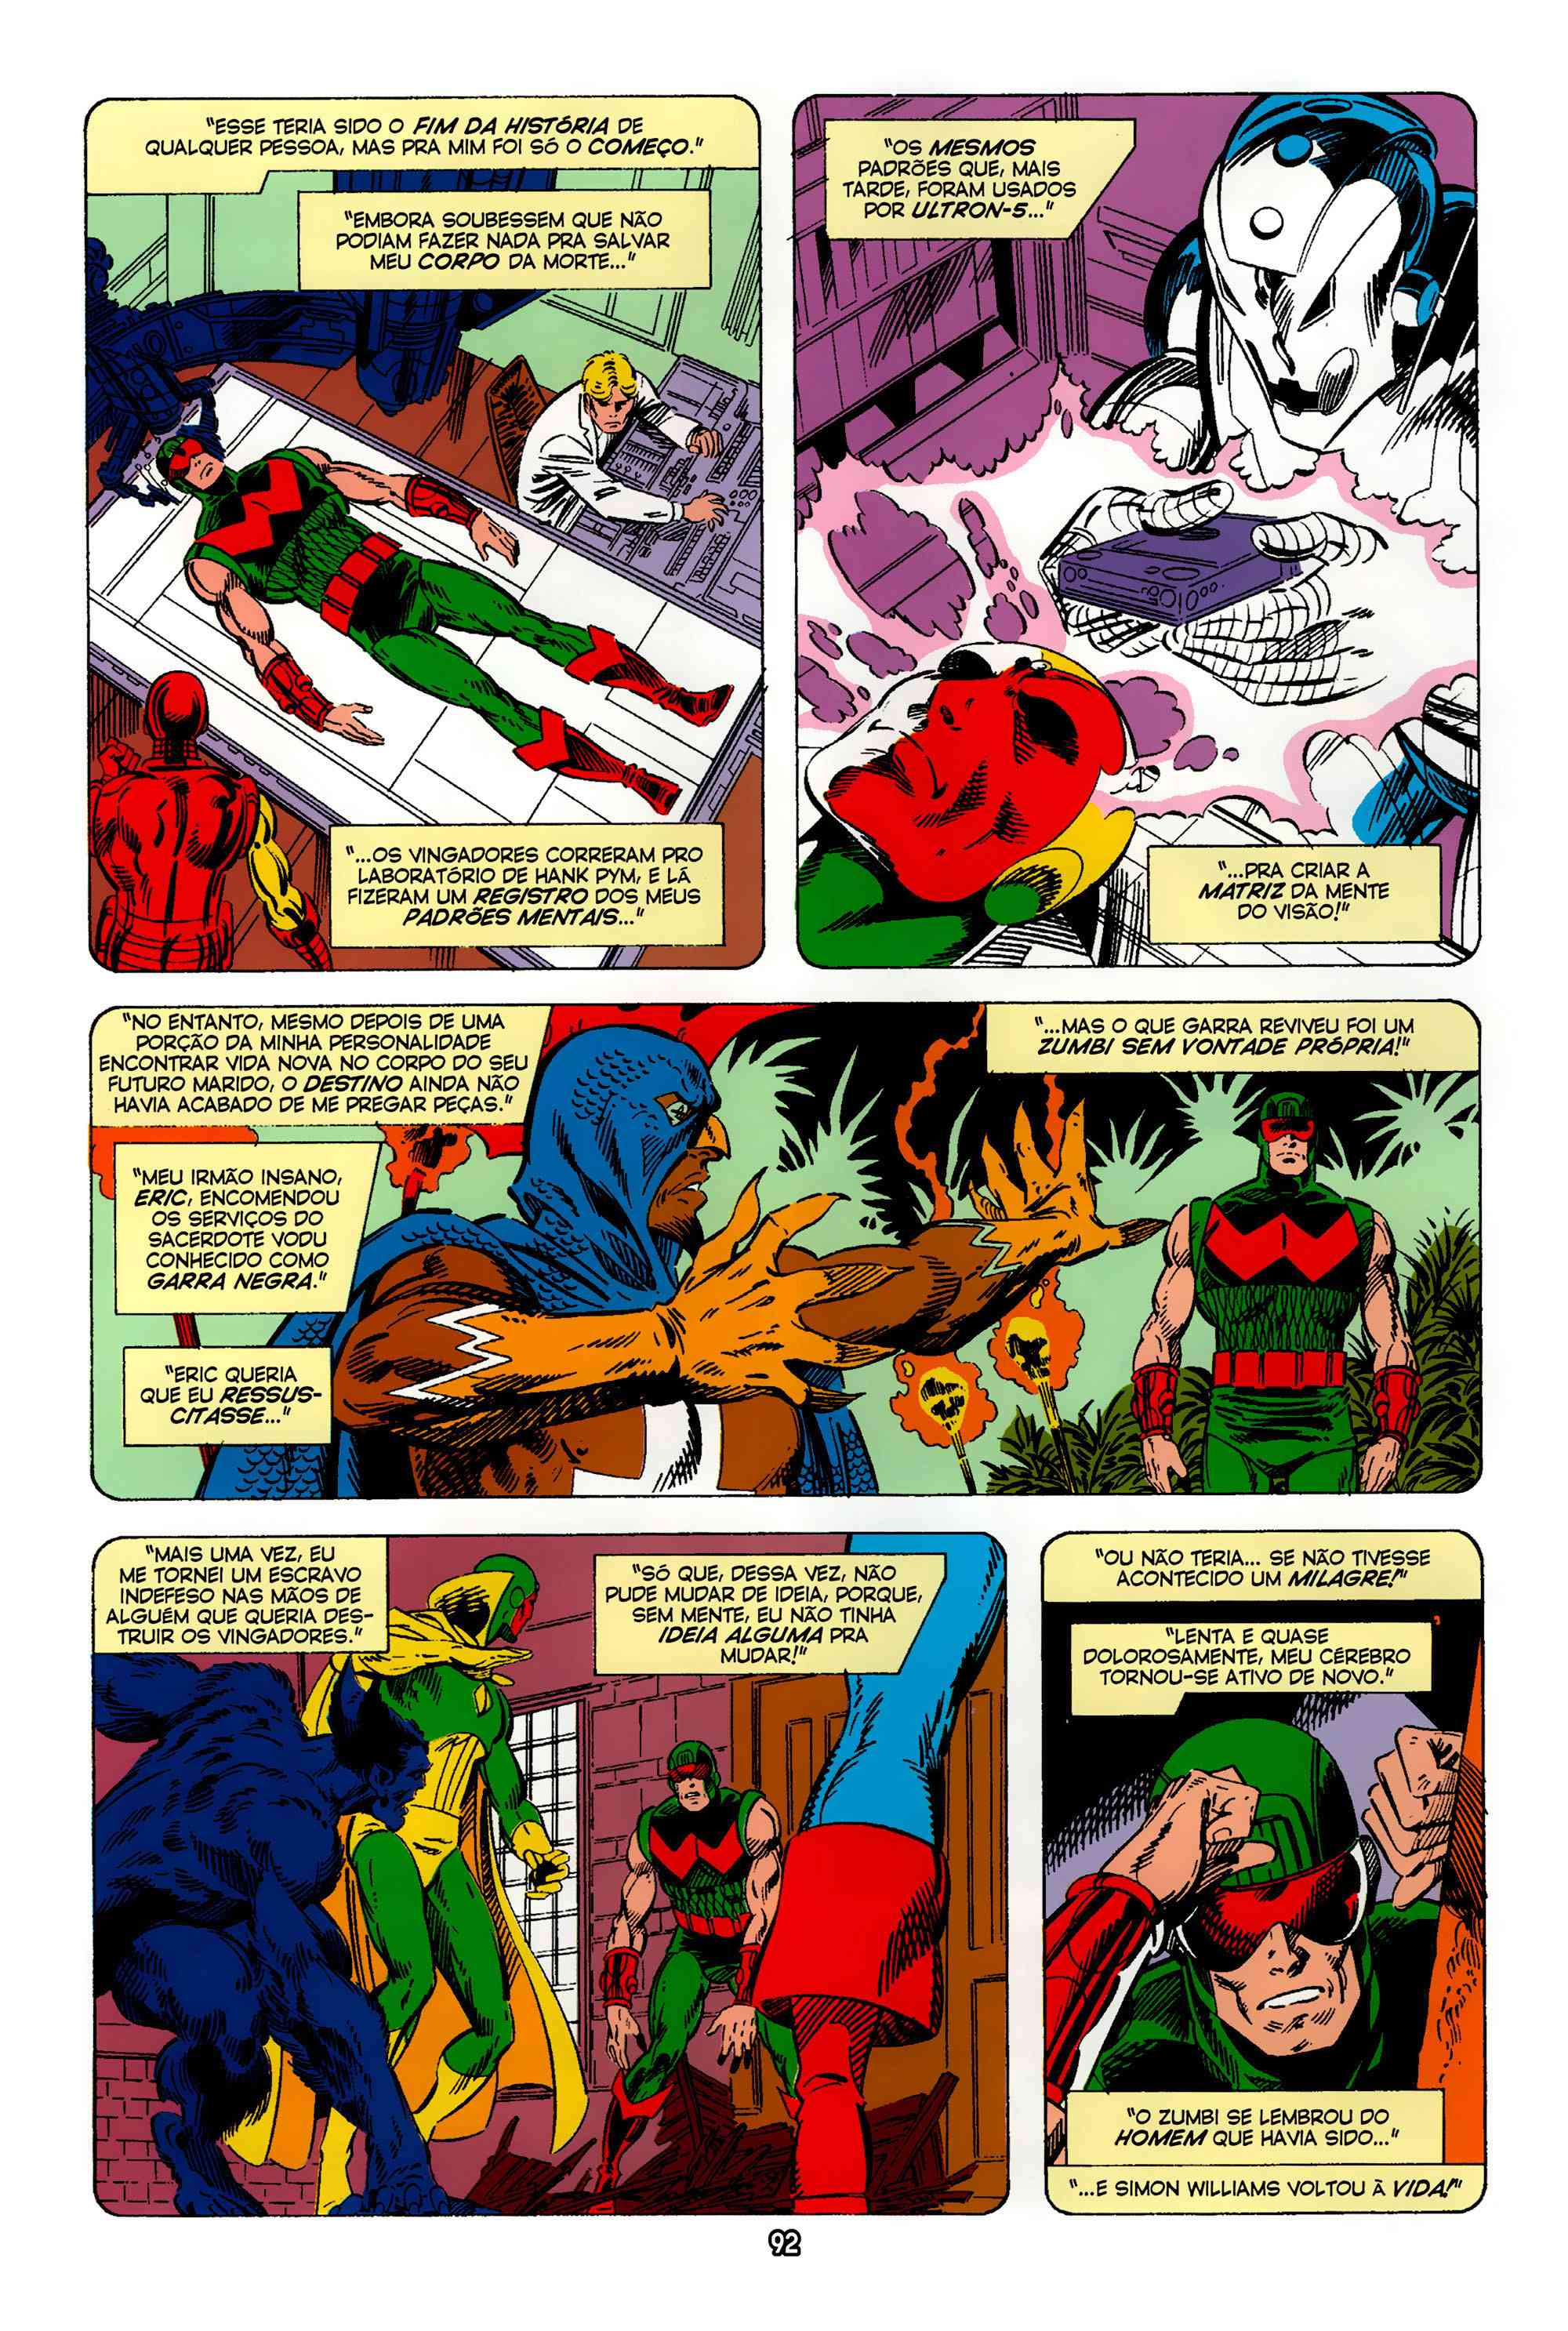 "ESSE TERIA SIDO O FIM DA HISTÓRIA DE
QUALQUER PESSOA, MAS PRA MIM FOI SÓ O COMEÇO."
"EMBORA SOUBESSEM QUE NÃO
PODIAM FAZER NADA PRA SALVAR
MEU CORPO DA MORTE..."
"...OS VINGADORES CORRERAM PRO
LABORATÓRIO DE HANK PYM, E LÁ
FIZERAM UM REGISTRO DOS MEUS
PADRÕES MENTAIS..."
"OS MESMOS
PADRÕES QUE, MAIS
TARDE, FORAM USADOS
POR ULTRON-5..."
"...PRA CRIAR A
MATRIZ DA MENTE
DO VISÃO!"
"NO ENTANTO, MESMO DEPOIS DE UMA
PORÇÃO DA MINHA PERSONALIDADE
ENCONTRAR VIDA NOVA NO CORPO DO SEU
FUTURO MARIDO, O DESTINO AINDA NÃO
HAVIA ACABADO DE ME PREGAR PEÇAS."
"MEU IRMÃO INSANO,
ERIC, ENCOMENDOU
OS SERVIÇOS DO
SACERDOTE VODU
CONHECIDO COMO
GARRA NEGRA."
"ERIC QUERIA
QUE EU RESSUS-
CITASSE..."
"...MAS O QUE GARRA REVIVEU FOI UM
ZUMBI SEM VONTADE PRÓPRIA!"
"MAIS UMA VEZ, EU
ME TORNEI UM ESCRAVO
INDEFESO NAS MÃOS DE
ALGUÉM QUE QUERIA DES-
TRUIR OS VINGADORES."
"SÓ QUE, DESSA VEZ, NÃO
PUDE MUDAR DE IDEIA, PORQUE,
SEM MENTE, EU NÃO TINHA
IDEIA ALGUMA PRA
MUDAR!"
"OU NÃO TERIA... SE NÃO TIVESSE
ACONTECIDO UM MILAGRE!"
"LENTA E QUASE
DOLOROSAMENTE, MEU CÉREBRO
TORNOU-SE ATIVO DE NOVO."
"O ZUMBI SE LEMBROU DO
HOMEM QUE HAVIA SIDO..."
"...E SIMON WILLIAMS VOLTOU À VIDA!"
92